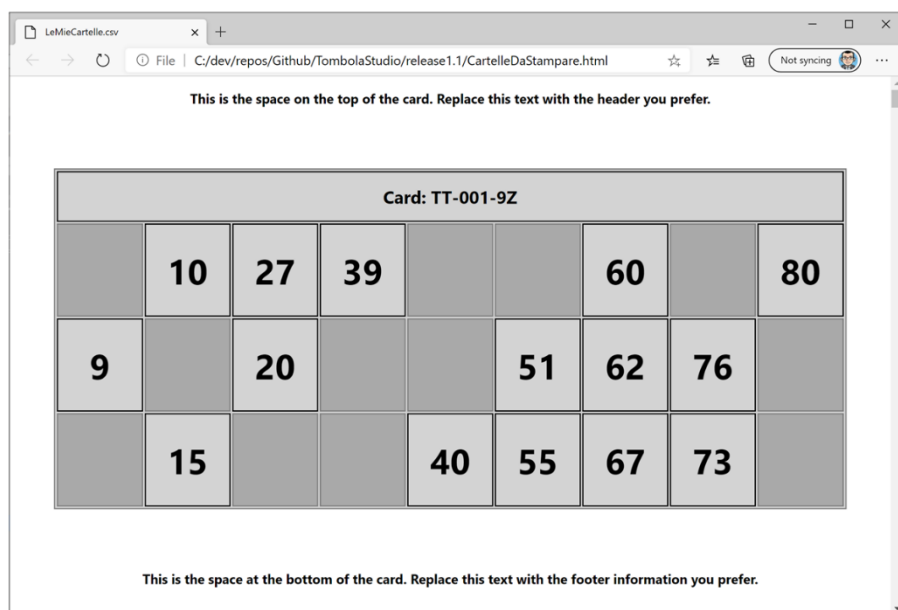 LeMieCartelle.csv
File | C:/dev/repos/Github/TombolaStudio/release1.1/CartelleDaStampare.html Not syncing
This is the space on the top of the card. Replace this text with the header you prefer.
Card: TT-001-9Z
10 27 39 60 80
9 20 51 62 76
15 40 55 67 73
This is the space at the bottom of the card. Replace this text with the footer information you prefer.